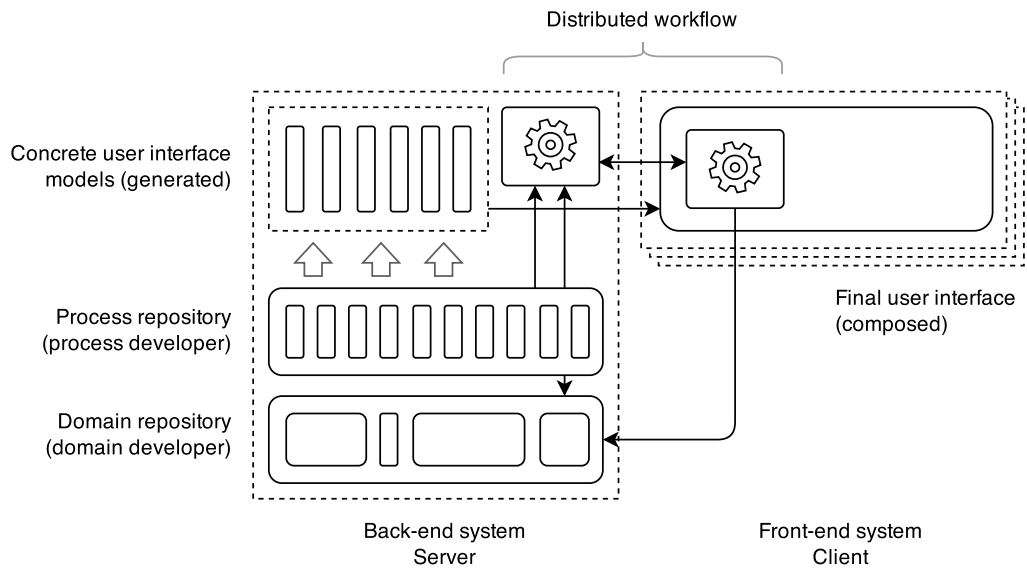 Distributed workflow
Concrete user interface
models (generated)
Process repository
(process developer)
Domain repository
(domain developer)
Final user interface
(composed)
Back-end system
Server
Front-end system
Client